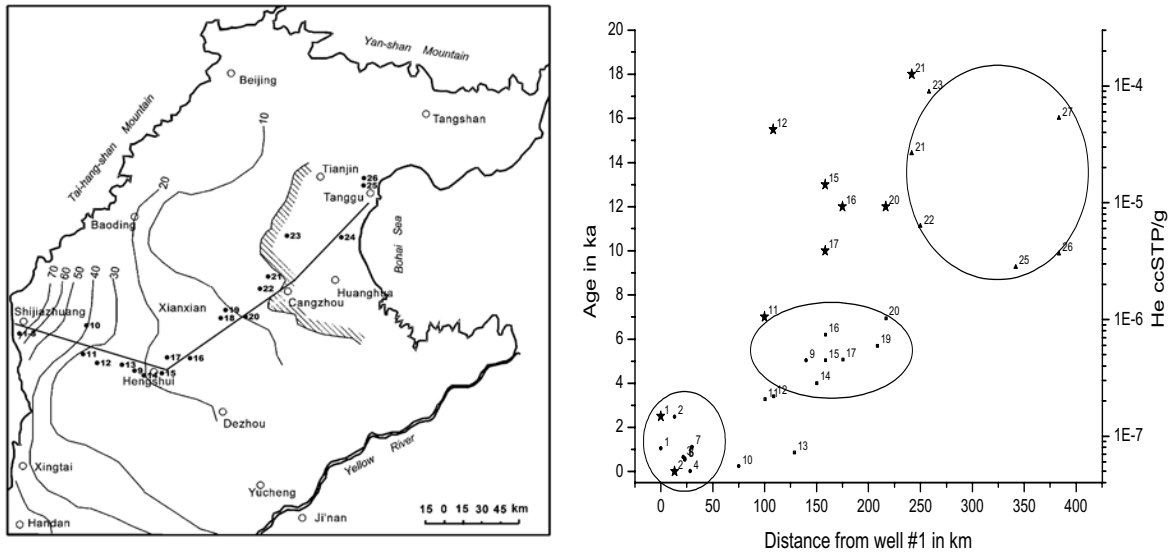 Yan-shan Mountain
Beijing
Tangshan
Tai-hang-shan Mountain
10
20
Tianjin
26
25
Tanggu
Baoding
23
24
Bohai Sea
70
60
50
40
30
21
22
Huanghua
Cangzhou
Shijiazhuang
Xianxian
10
19
18
20
11
12
13
9
14
15
17
16
Hengshui
Dezhou
Xingtai
Yellow River
Yucheng
Ji'nan
Handan
15 0 15 30 45 km
Age in ka
20
18
16
14
12
10
8
6
4
2
0
21
23
12
27
21
15
16
20
22
17
25
26
11
20
16
19
9
15
17
14
11
12
1
2
1
7
3
2
4
10
13
1E-4
1E-5
1E-6
1E-7
He ccSTP/g
0 50 100 150 200 250 300 350 400
Distance from well #1 in km